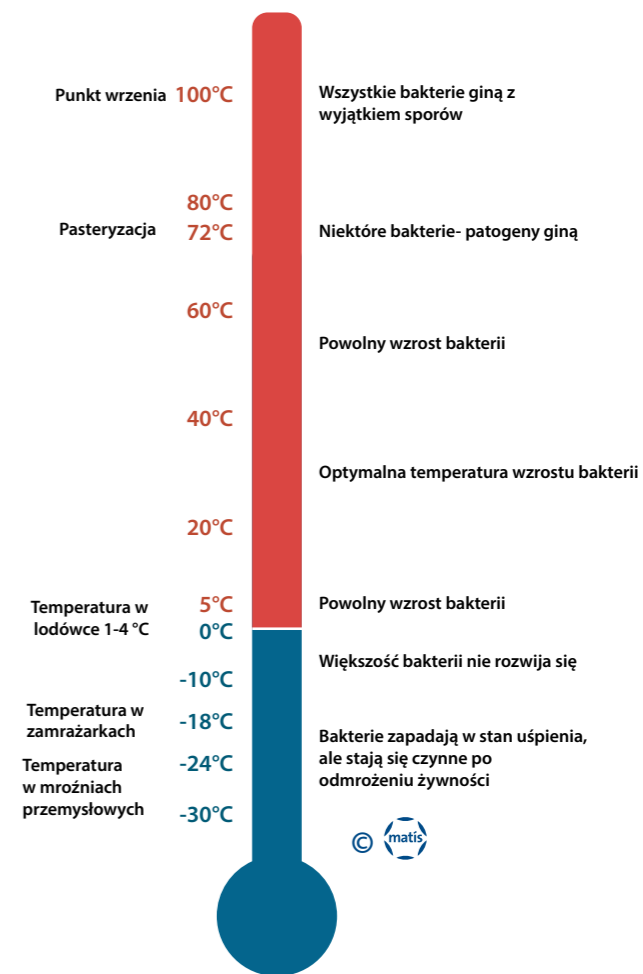 Punkt wrzenia 100°C
Wszystkie bakterie giną z
wyjątkiem sporów
80°C
Pasteryzacja
72°C
Niektóre bakterie- patogeny giną
60°C
Powolny wzrost bakterii
40°C
Optymalna temperatura wzrostu bakterii
20°C
Temperatura w
lodówce 1-4 °C
5°C
Powolny wzrost bakterii
0°C
Większość bakterii nie rozwija się
-10°C
Temperatura w
zamrażarkach
-18°C
Bakterie zapadają w stan uśpienia,
ale stają się czynne po
odmrożeniu żywności
Temperatura
w mroźniach
przemysłowych
-24°C
-30°C
© matís